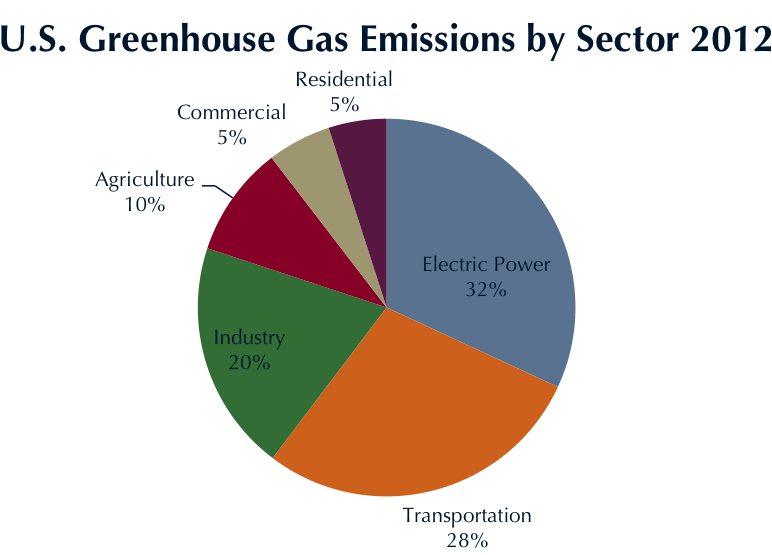 U.S. Greenhouse Gas Emissions by Sector 2012
Residential
5%
Commercial
5%
Agriculture
10%
Electric Power
32%
Industry
20%
Transportation
28%